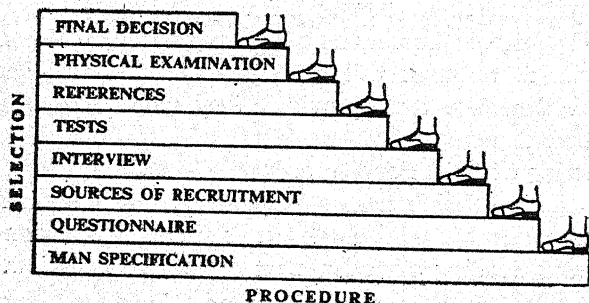 FINAL DECISION
PHYSICAL EXAMINATION
REFERENCES
TESTS
INTERVIEW
SOURCES OF RECRUITMENT
QUESTIONNAIRE
MAN SPECIFICATION
SELECTION
PROCEDURE